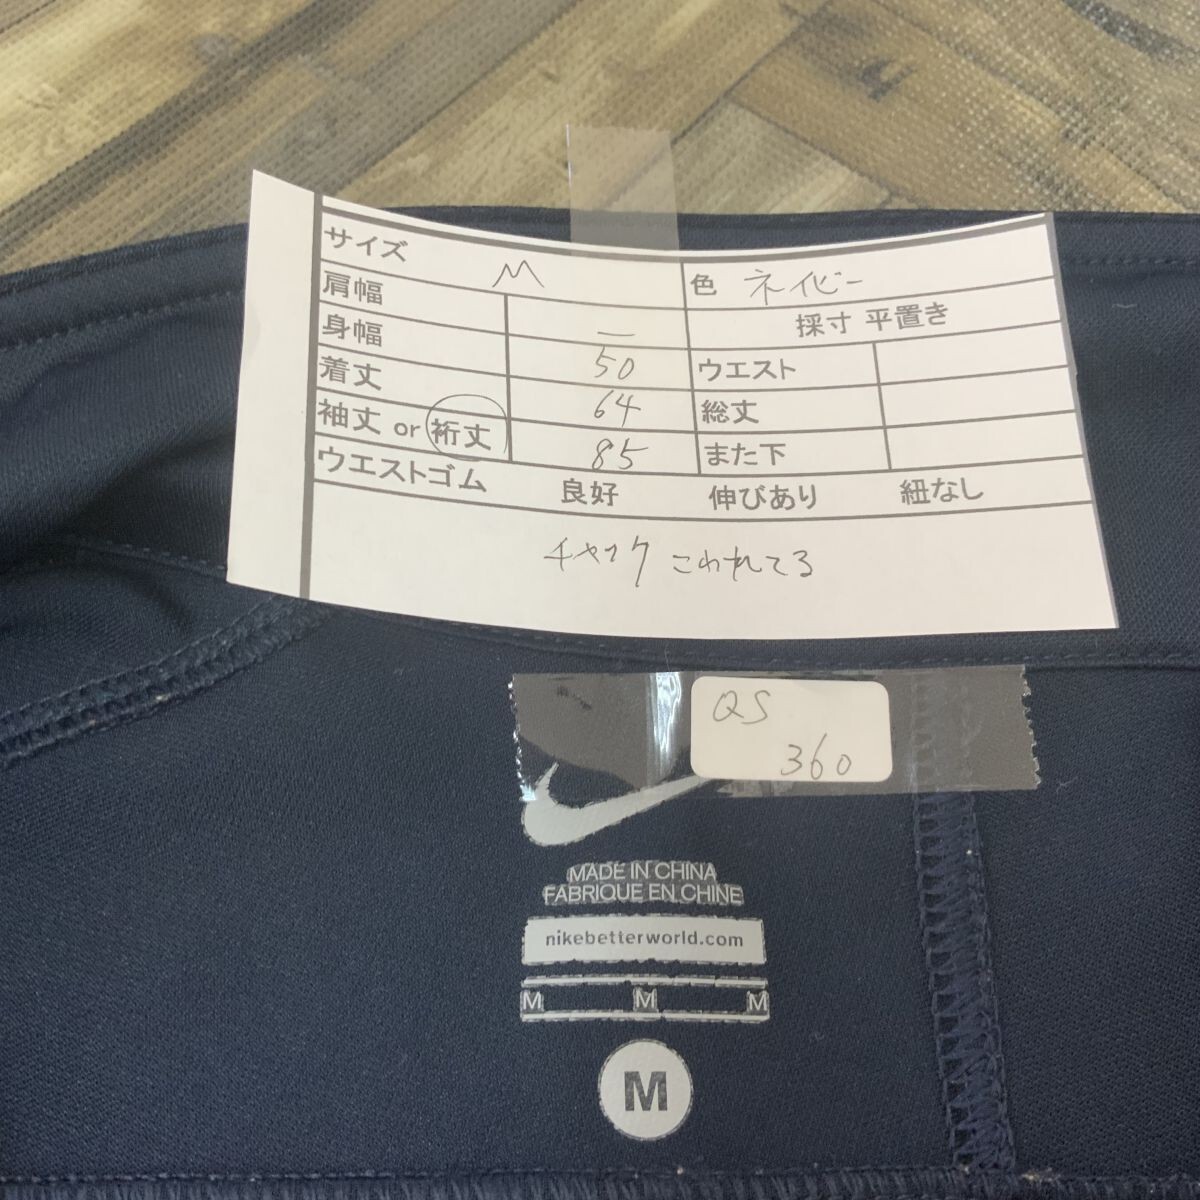 サイズ M 色 ネイビー
肩幅 — 採寸 平置き
身幅 50 ウエスト
着丈 64 総丈
袖丈 or 裄丈 85 また下
ウエストゴム 良好 伸びあり 紐なし
チャック こわれてる
QS
360
MADE IN CHINA
FABRIQUE EN CHINE
nikebetterworld.com
M M M
M